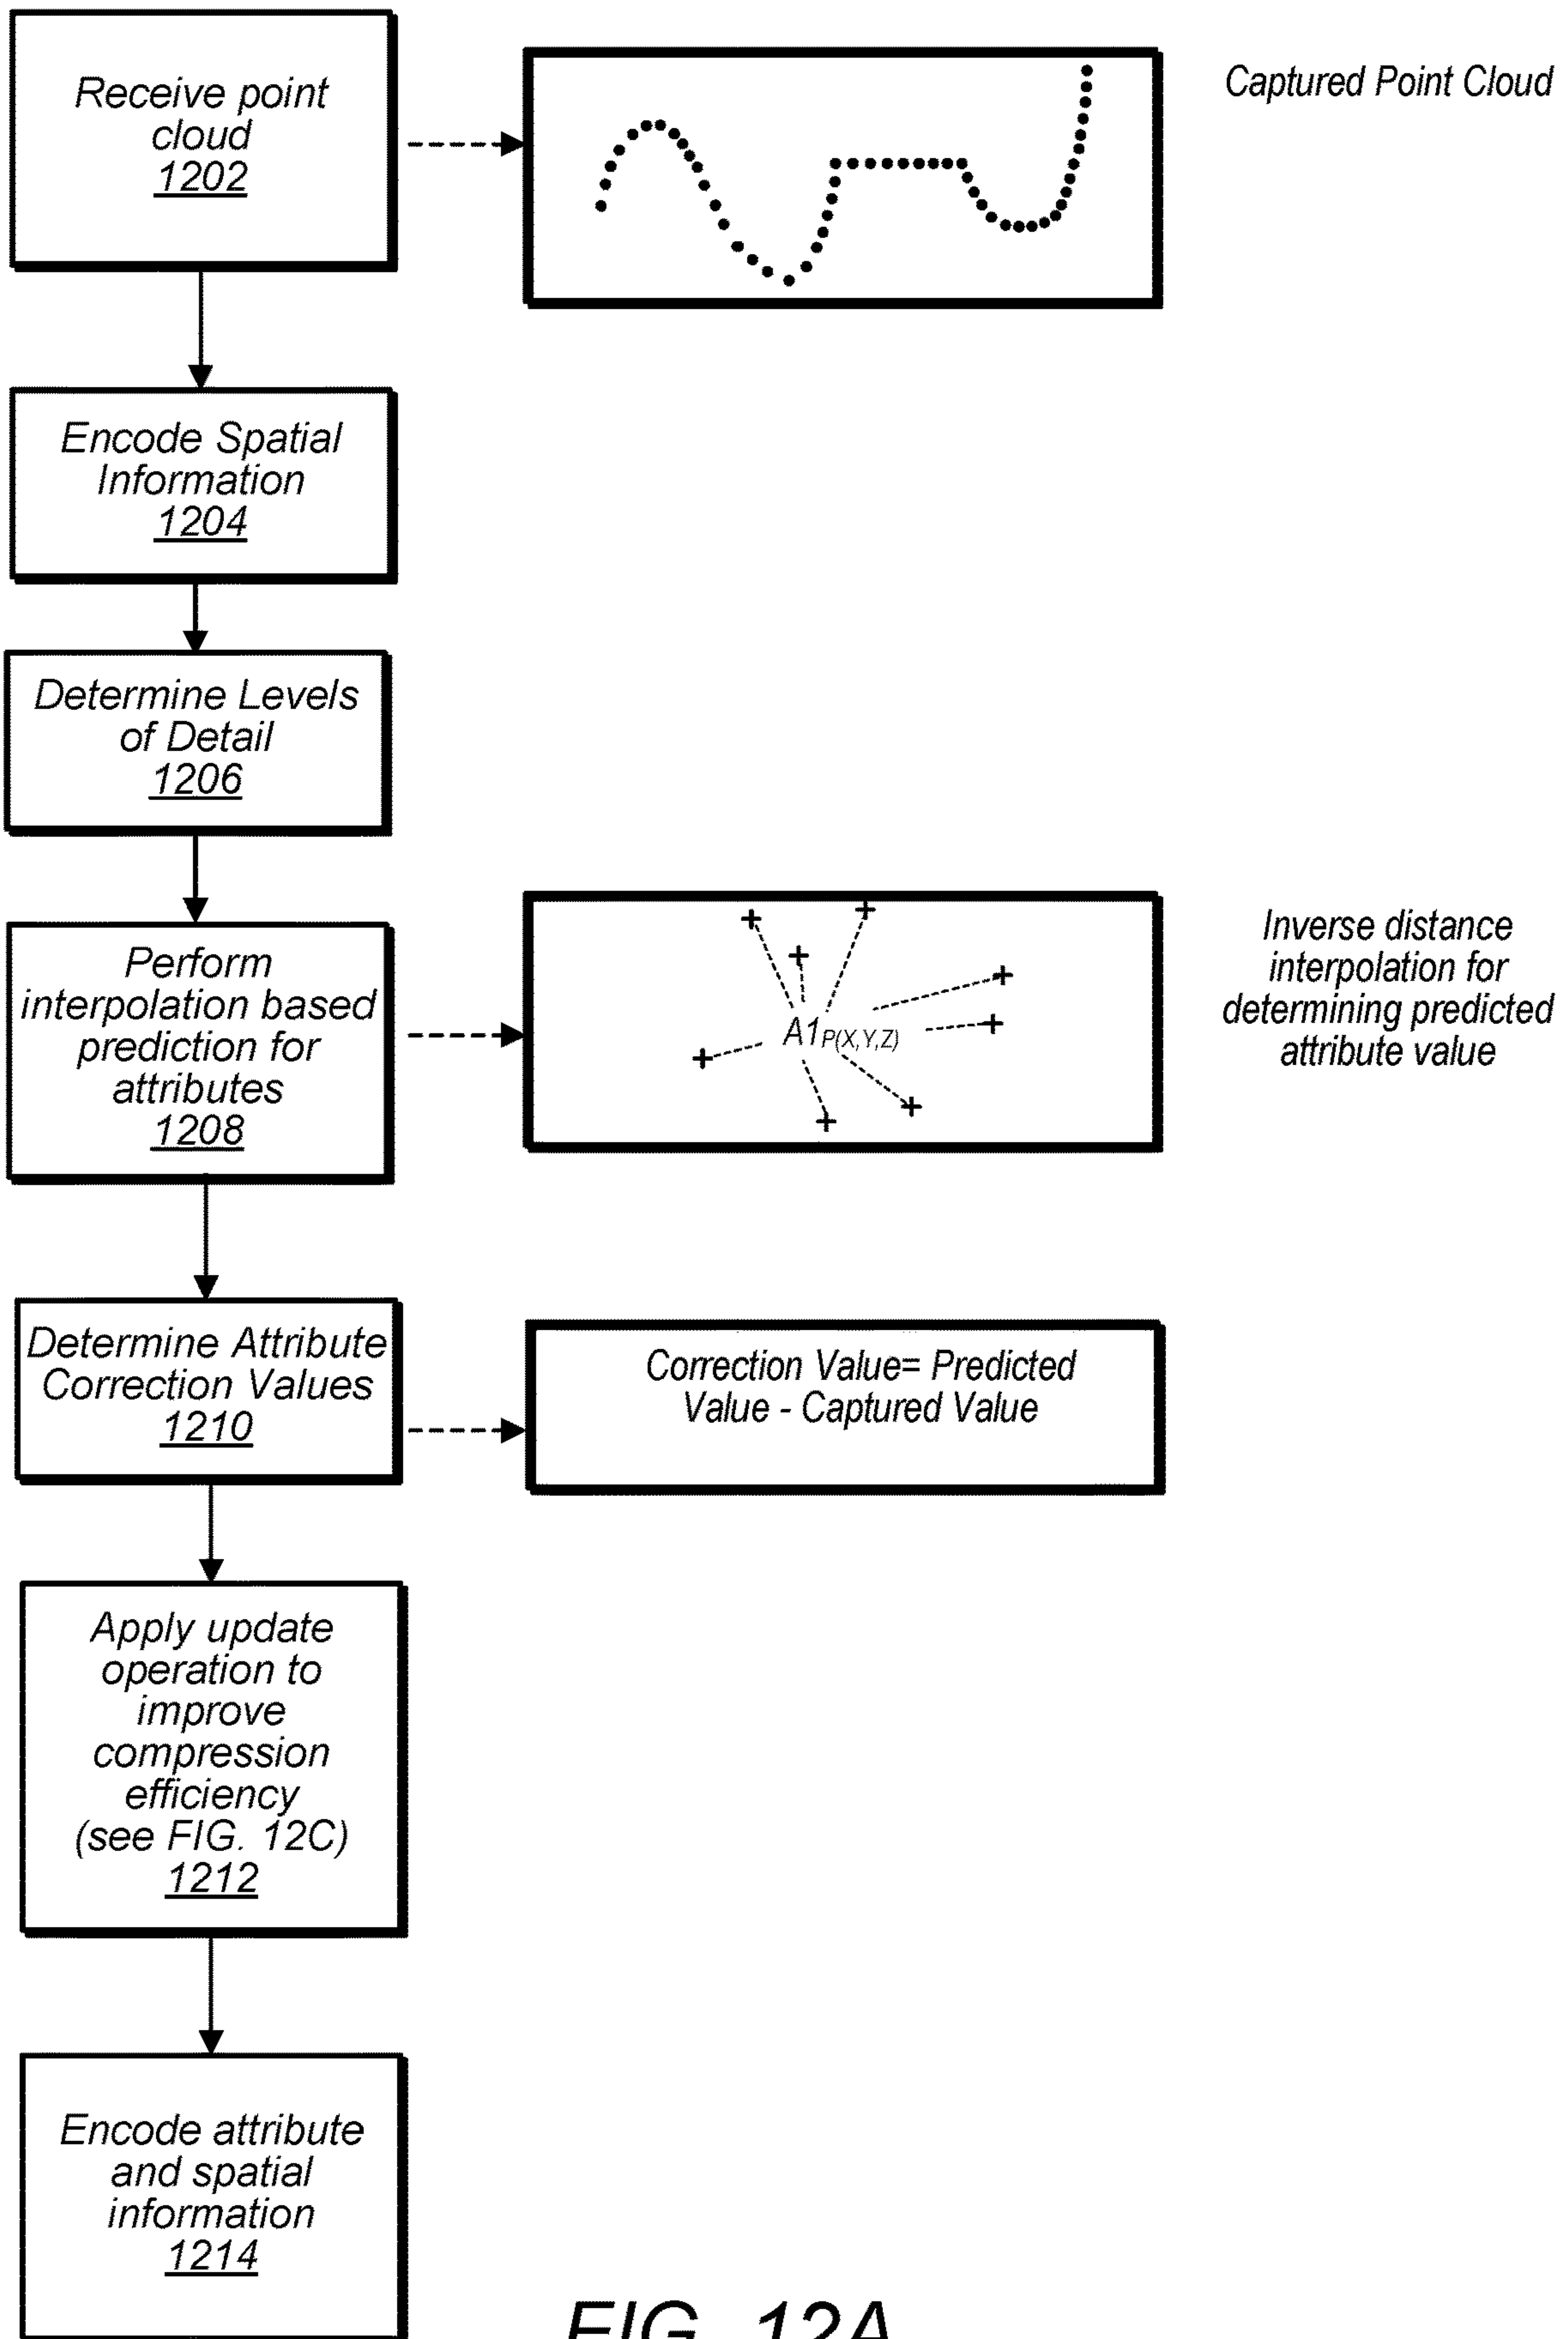 Receive point
cloud
1202
Captured Point Cloud
Encode Spatial
Information
1204
Determine Levels
of Detail
1206
Perform
interpolation based
prediction for
attributes
1208
A1P(X,Y,Z)
Inverse distance
interpolation for
determining predicted
attribute value
Determine Attribute
Correction Values
1210
Correction Value= Predicted
Value - Captured Value
Apply update
operation to
improve
compression
efficiency
(see FIG. 12C)
1212
Encode attribute
and spatial
information
1214
FIG. 12A